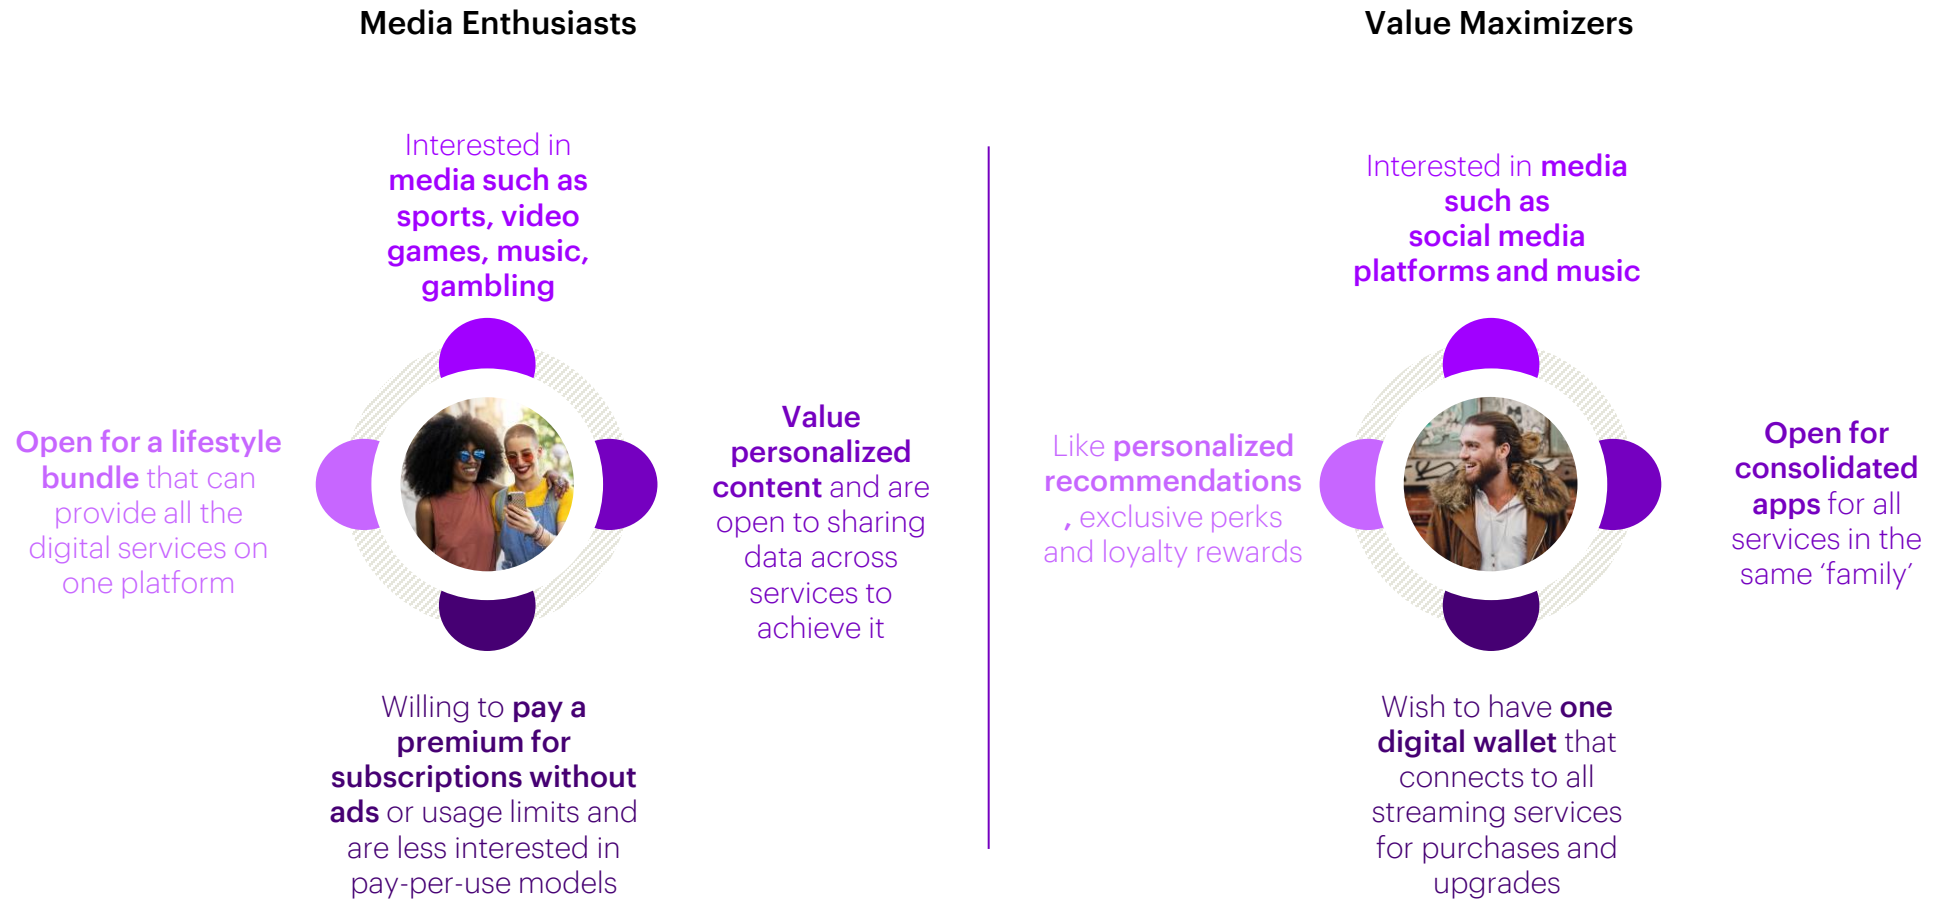 Media Enthusiasts
Interested in
media such as
sports, video
games, music,
gambling
Open for a lifestyle
bundle that can
provide all the
digital services on
one platform
Value
personalized
content and are
open to sharing
data across
services to
achieve it
Willing to pay a
premium for
subscriptions without
ads or usage limits and
are less interested in
pay-per-use models
Value Maximizers
Interested in media
such as
social media
platforms and music
Like personalized
recommendations
, exclusive perks
and loyalty rewards
Open for
consolidated
apps for all
services in the
same ‘family’
Wish to have one
digital wallet that
connects to all
streaming services
for purchases and
upgrades